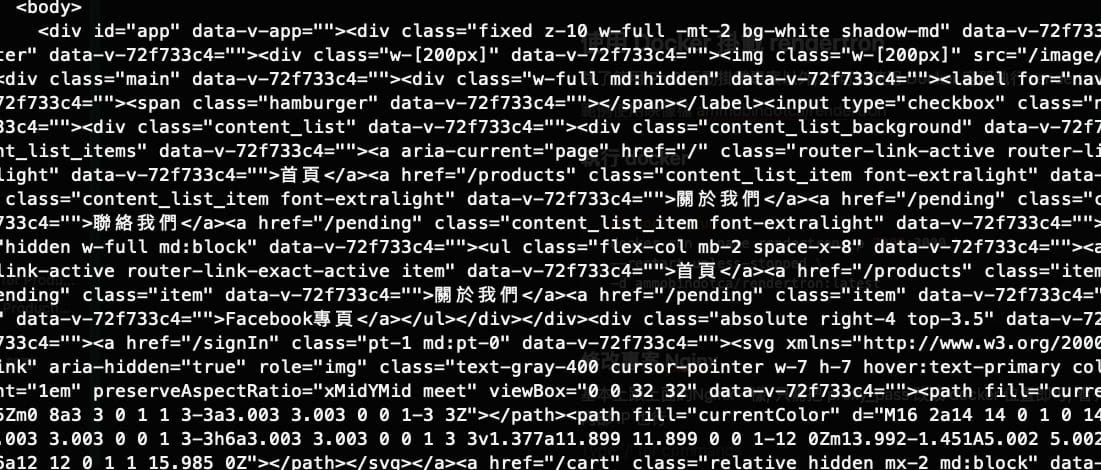 <body>
<div id="app" data-v-app=""><div class="fixed z-10 w-full -mt-2 bg-white shadow-md" data-v-72f733
ter" data-v-72f733c4=""><div class="w-[200px]" data-v-72f733c4=""><img class="w-[200px]" src="/image/
<div class="main" data-v-72f733c4=""><div class="w-full md:hidden" data-v-72f733c4=""><label for="nav
72f733c4=""><span class="hamburger" data-v-72f733c4=""></span></label><input type="checkbox" class="n
33c4=""><div class="content_list" data-v-72f733c4=""><div class="content_list_background" data-v-72f7
nt_list_items" data-v-72f733c4=""><a aria-current="page" href="/" class="router-link-active router-li
light" data-v-72f733c4="">首頁</a><a href="/products" class="content_list_item font-extralight" data-v
class="content_list_item font-extralight" data-v-72f733c4="">關於我們</a><a href="/pending" class="c
733c4="">聯絡我們</a><a href="/pending" class="content_list_item font-extralight" data-v-72f733c4="">
"hidden w-full md:block" data-v-72f733c4=""><ul class="flex-col mb-2 space-x-8" data-v-72f733c4=""><a
link-active router-link-exact-active item" data-v-72f733c4="">首頁</a><a href="/products" class="item
ending" class="item" data-v-72f733c4="">關於我們</a><a href="/pending" class="item" data-v-72f733c4="
" data-v-72f733c4="">Facebook專頁</a></ul></div></div><div class="absolute right-4 top-3.5" data-v-72
f733c4=""><a href="/signIn" class="pt-1 md:pt-0" data-v-72f733c4=""><svg xmlns="http://www.w3.org/2000
ink" aria-hidden="true" role="img" class="text-gray-400 cursor-pointer w-7 h-7 hover:text-primary col
ht="1em" preserveAspectRatio="xMidYMid meet" viewBox="0 0 32 32" data-v-72f733c4=""><path fill="curre
5Zm0 8a3 3 0 1 1 3-3a3.003 3.003 0 0 1-3 3Z"></path><path fill="currentColor" d="M16 2a14 14 0 1 0 14
.003 3.003 0 0 1 3-3h6a3.003 3.003 0 0 1 3 3v1.377a11.899 11.899 0 0 1-12 0Zm13.992-1.451A5.002 5.002
6a12 12 0 1 1 15.985 0Z"></path></svg></a><a href="/cart" class="relative hidden mx-2 md:block" data-